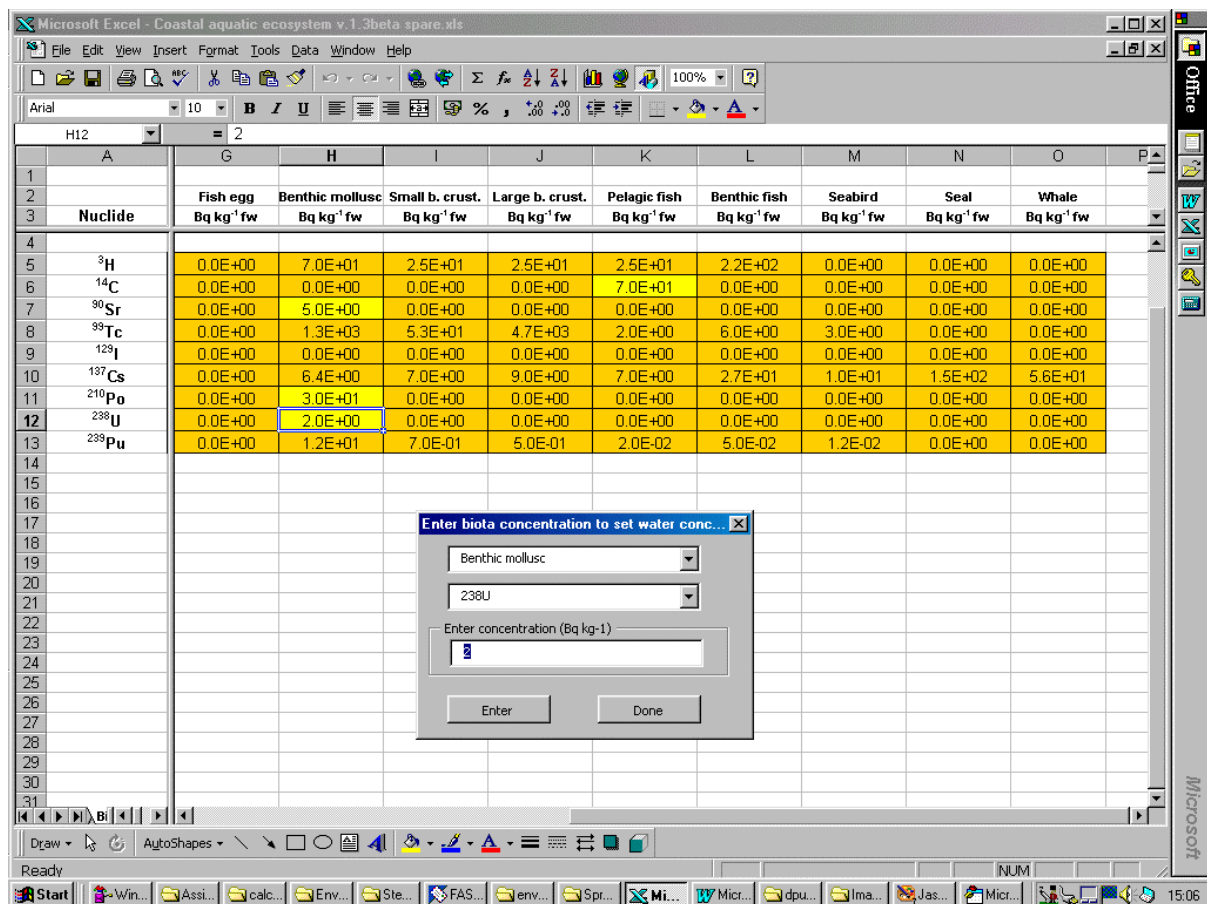 Microsoft Excel - Coastal aquatic ecosystem v.1.3beta spare.xls
File Edit View Insert Format Tools Data Window Help
100%
Arial 10 B I U
H12 = 2
A G H I J K L M N O P
1
2 Fish egg Benthic mollusc Small b. crust. Large b. crust. Pelagic fish Benthic fish Seabird Seal Whale
3 Nuclide Bq kg-1 fw Bq kg-1 fw Bq kg-1 fw Bq kg-1 fw Bq kg-1 fw Bq kg-1 fw Bq kg-1 fw Bq kg-1 fw Bq kg-1 fw
4
5 3H 0.0E+00 7.0E+01 2.5E+01 2.5E+01 2.5E+01 2.2E+02 0.0E+00 0.0E+00 0.0E+00
6 14C 0.0E+00 0.0E+00 0.0E+00 0.0E+00 7.0E+01 0.0E+00 0.0E+00 0.0E+00 0.0E+00
7 90Sr 0.0E+00 5.0E+00 0.0E+00 0.0E+00 0.0E+00 0.0E+00 0.0E+00 0.0E+00 0.0E+00
8 99Tc 0.0E+00 1.3E+03 5.3E+01 4.7E+03 2.0E+00 6.0E+00 3.0E+00 0.0E+00 0.0E+00
9 129I 0.0E+00 0.0E+00 0.0E+00 0.0E+00 0.0E+00 0.0E+00 0.0E+00 0.0E+00 0.0E+00
10 137Cs 0.0E+00 6.4E+00 7.0E+00 9.0E+00 7.0E+00 2.7E+01 1.0E+01 1.5E+02 5.6E+01
11 210Po 0.0E+00 3.0E+01 0.0E+00 0.0E+00 0.0E+00 0.0E+00 0.0E+00 0.0E+00 0.0E+00
12 238U 0.0E+00 2.0E+00 0.0E+00 0.0E+00 0.0E+00 0.0E+00 0.0E+00 0.0E+00 0.0E+00
13 239Pu 0.0E+00 1.2E+01 7.0E-01 5.0E-01 2.0E-02 5.0E-02 1.2E-02 0.0E+00 0.0E+00
14
15
16
17
18
19
20
21
22
23
24
25
26
27
28
29
30
31
Enter biota concentration to set water conc...
Benthic mollusc
238U
Enter concentration (Bq kg-1)
2
Enter Done
Bi
Draw AutoShapes
Ready NUM
Start Win... Assi... calc... Env... Ste... FAS... env... Spr... Mi... Micr... dpu... Ima... Jas... Micr... 15:06
Office
Microsoft